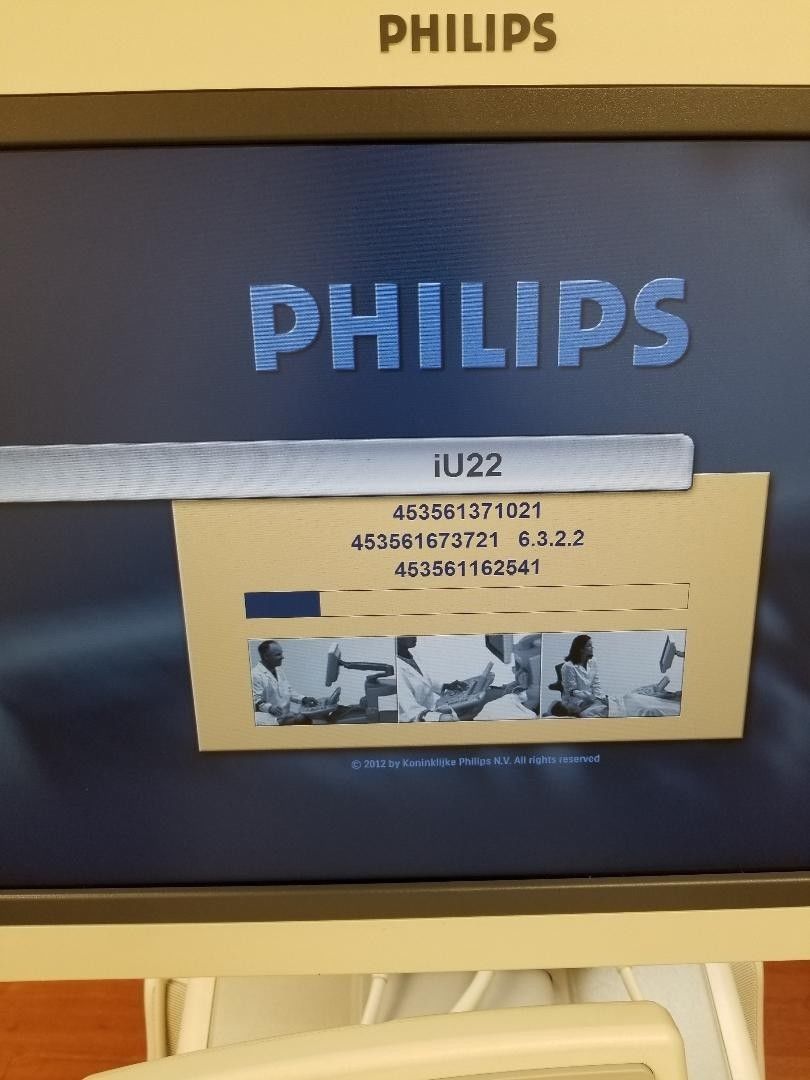 PHILIPS
PHILIPS
iU22
453561371021
453561673721 6.3.2.2
453561162541
© 2012 by Koninklijke Philips N.V. All rights reserved